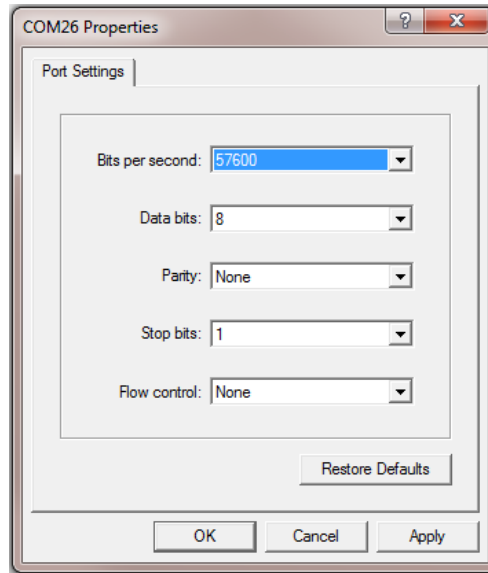 COM26 Properties
?
X
Port Settings
Bits per second: 57600
Data bits: 8
Parity: None
Stop bits: 1
Flow control: None
Restore Defaults
OK Cancel Apply